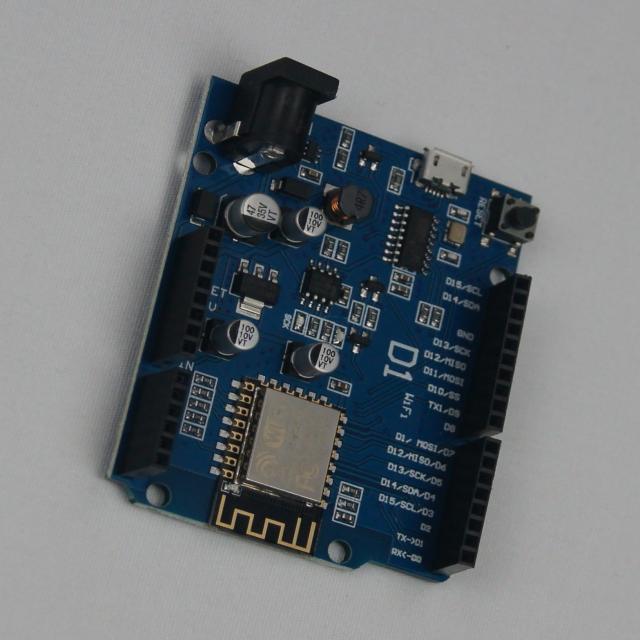 47
35V
VT
100
10V
VT
4R7
RESET
D15/SCL
D14/SDA
GND
D13/SCK
D12/MISO
D11/MOSI
D10/SS
TX1/D9
D8
SCK
100
10V
VT
100
10V
VT
D1
WiFi
D1/ MOSI/D7
D12/MISO/D6
D13/SCK/D5
D14/SDA/D4
D15/SCL/D3
D2
TX->D1
RX<-D0